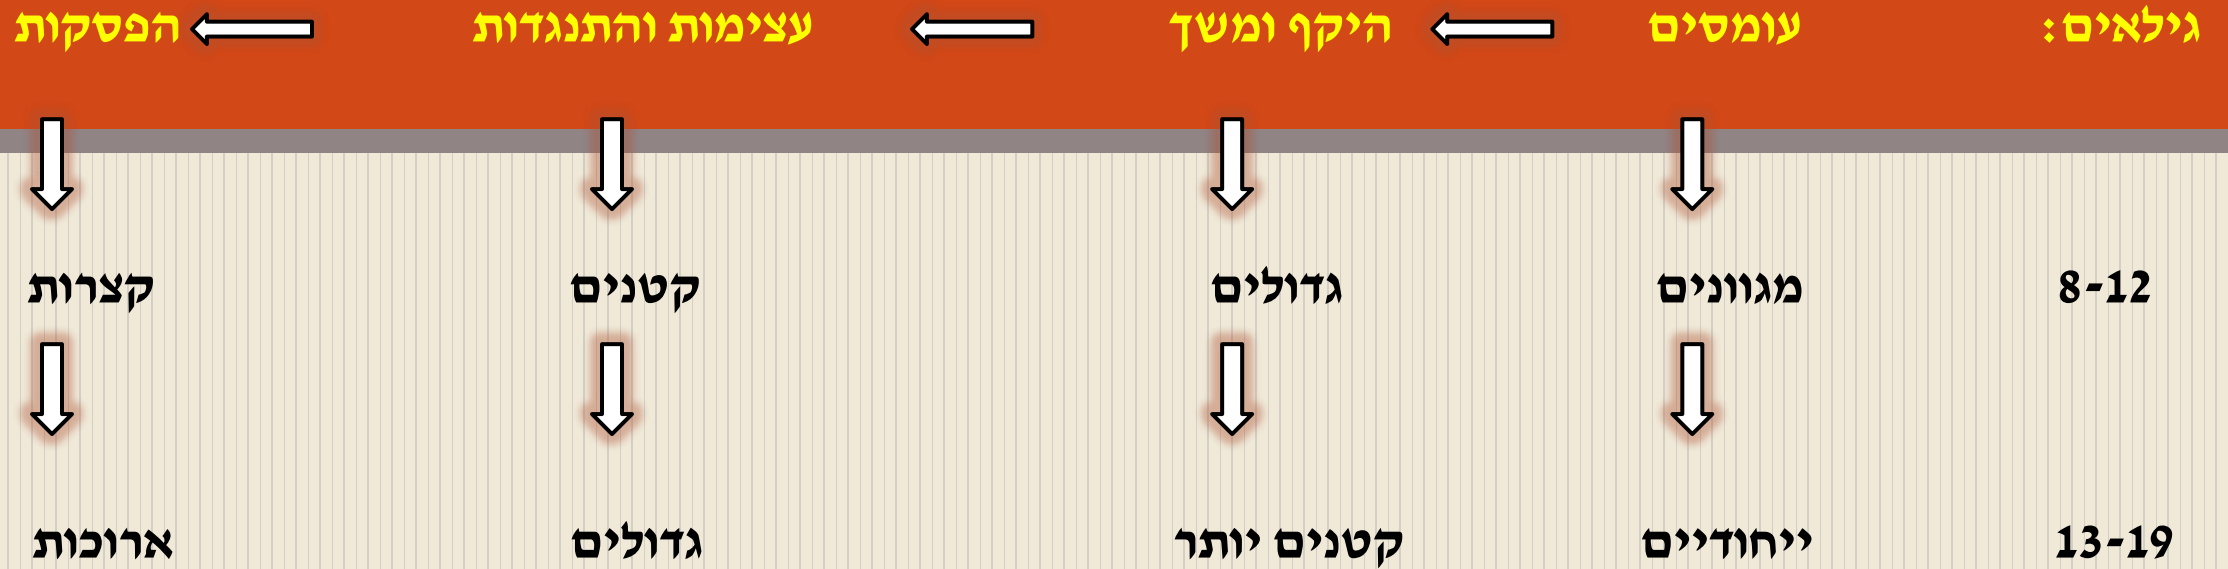 גילאים: עומסים היקף ומשך עצימות והתנגדות הפסקות
8-12 מגוונים גדולים קטנים קצרות
13-19 ייחודיים קטנים יותר גדולים ארוכות